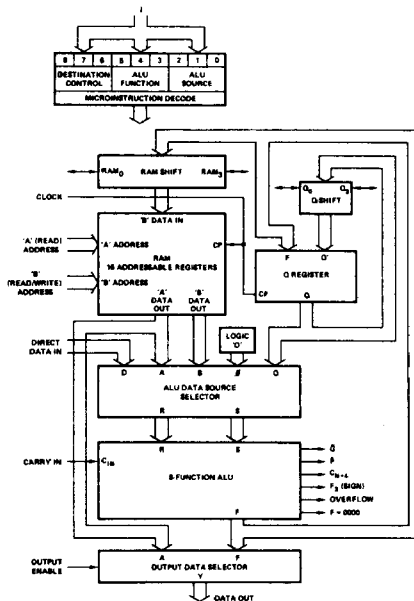 I
8 7 6 5 4 3 2 1 0
DESTINATION CONTROL
ALU FUNCTION
ALU SOURCE
MICROINSTRUCTION DECODE
RAM0 RAM SHIFT RAM3
Q0 Q3
Q SHIFT
CLOCK
'B' DATA IN
'A' (READ) ADDRESS
'A' ADDRESS
CP
RAM
16 ADDRESSABLE REGISTERS
'B' (READ/WRITE) ADDRESS
'B' ADDRESS
'A' DATA OUT
'B' DATA OUT
F Q
Q REGISTER
CP Q
LOGIC '0'
DIRECT DATA IN
D A B Ø Q
ALU DATA SOURCE SELECTOR
R S
R S
CARRY IN
Cin
8-FUNCTION ALU
F
G
P
Cn+4
F3 (SIGN)
OVERFLOW
F = 0000
OUTPUT ENABLE
A F
OUTPUT DATA SELECTOR
Y
DATA OUT